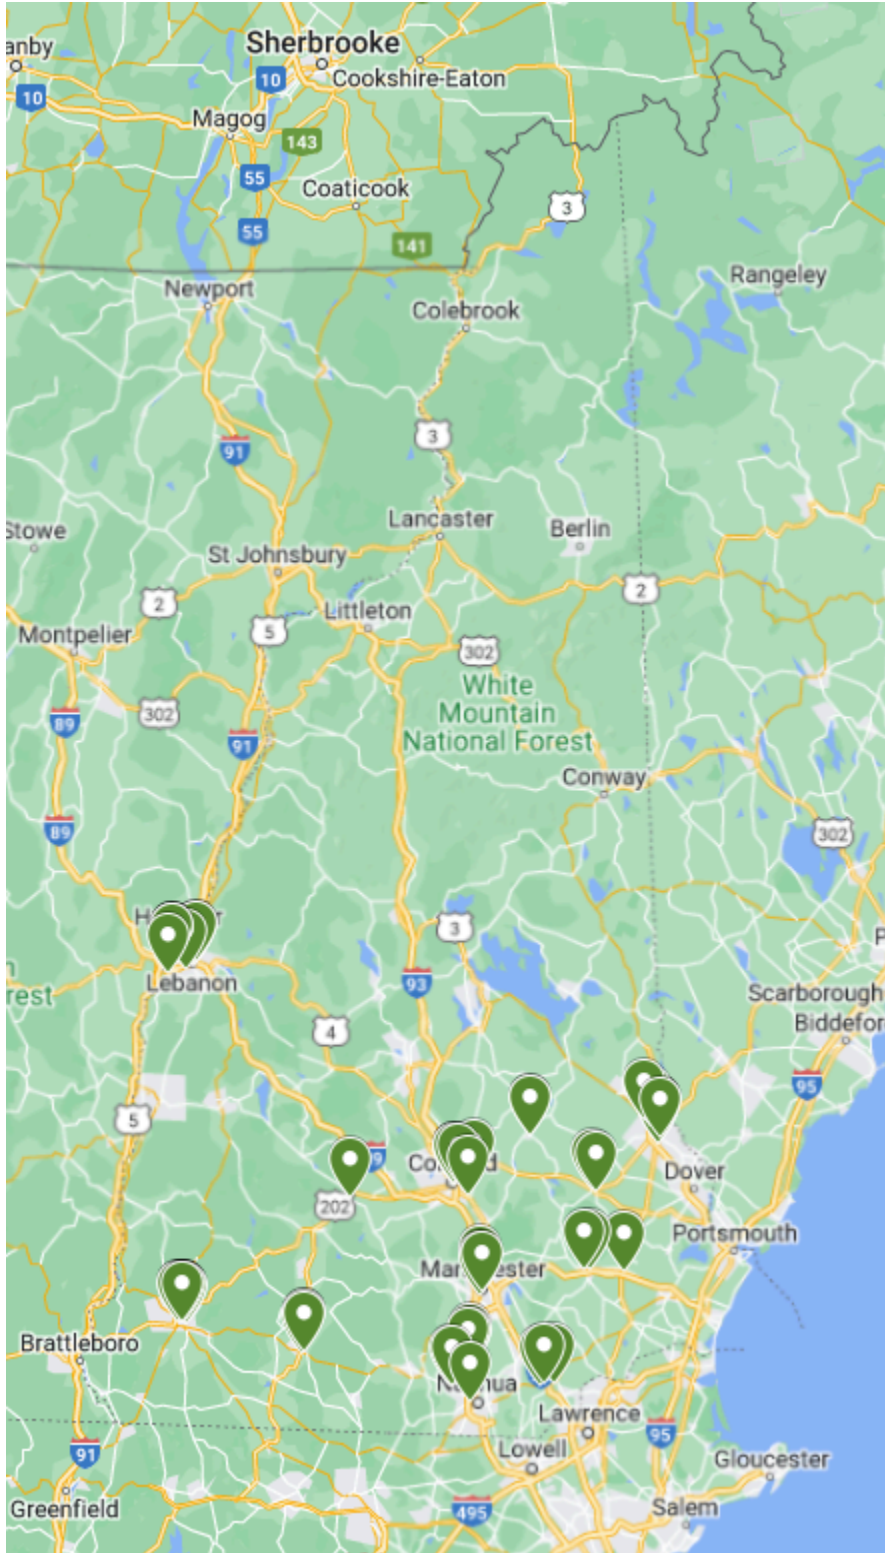 anby
Sherbrooke
10
Cookshire-Eaton
10
Magog
143
55
Coaticook
3
55
141
Rangeley
Newport
Colebrook
3
91
Lancaster
Berlin
Stowe
St Johnsbury
2
2
Littleton
5
Montpelier
302
White
Mountain
National Forest
302
89
91
Conway
89
302
3
Lebanon
93
rest
Scarborough
Biddefor
4
95
5
Dover
202
Portsmouth
Brattleboro
Lawrence
95
91
Lowell
Gloucester
Greenfield
495
Salem